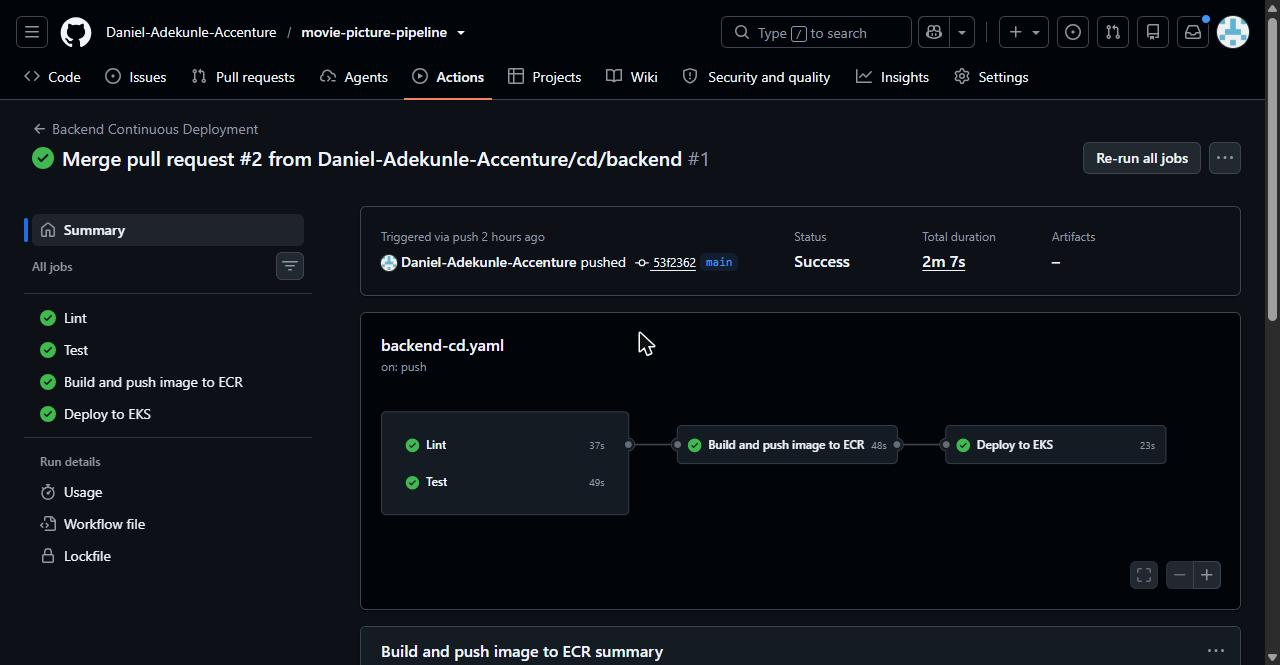 Daniel-Adekunle-Accenture / movie-picture-pipeline
Type / to search
Code
Issues
Pull requests
Agents
Actions
Projects
Wiki
Security and quality
Insights
Settings
Backend Continuous Deployment
Merge pull request #2 from Daniel-Adekunle-Accenture/cd/backend #1
Re-run all jobs
Summary
All jobs
Lint
Test
Build and push image to ECR
Deploy to EKS
Run details
Usage
Workflow file
Lockfile
Triggered via push 2 hours ago
Daniel-Adekunle-Accenture pushed 53f2362 main
Status
Success
Total duration
2m 7s
Artifacts
–
backend-cd.yaml
on: push
Lint 37s
Test 49s
Build and push image to ECR 48s
Deploy to EKS 23s
Build and push image to ECR summary